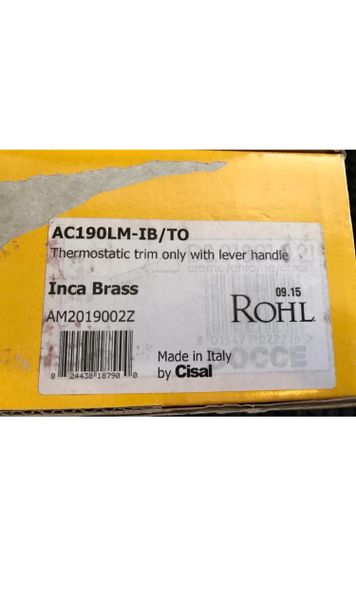 AC190LM-IB/TO
Thermostatic trim only with lever handle
Inca Brass
09.15
ROHL
AM2019002Z
8 24438 18790 0
Made in Italy
by Cisal
DOCCE